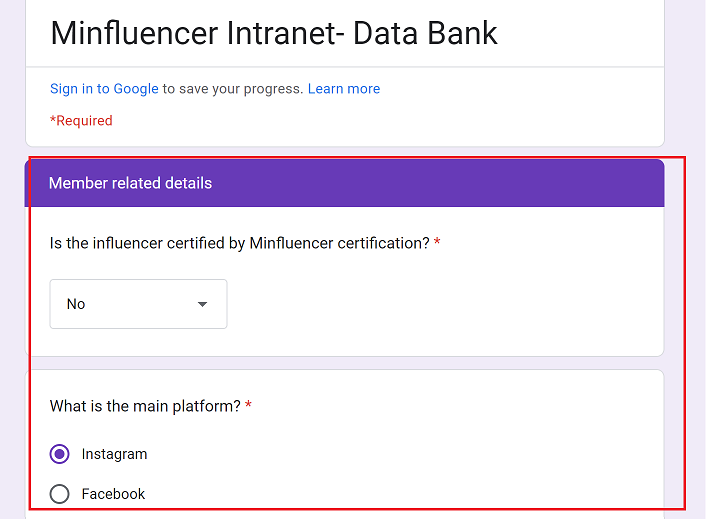 Minfluencer Intranet- Data Bank
Sign in to Google to save your progress. Learn more
*Required
Member related details
Is the influencer certified by Minfluencer certification? *
No
What is the main platform? *
Instagram
Facebook